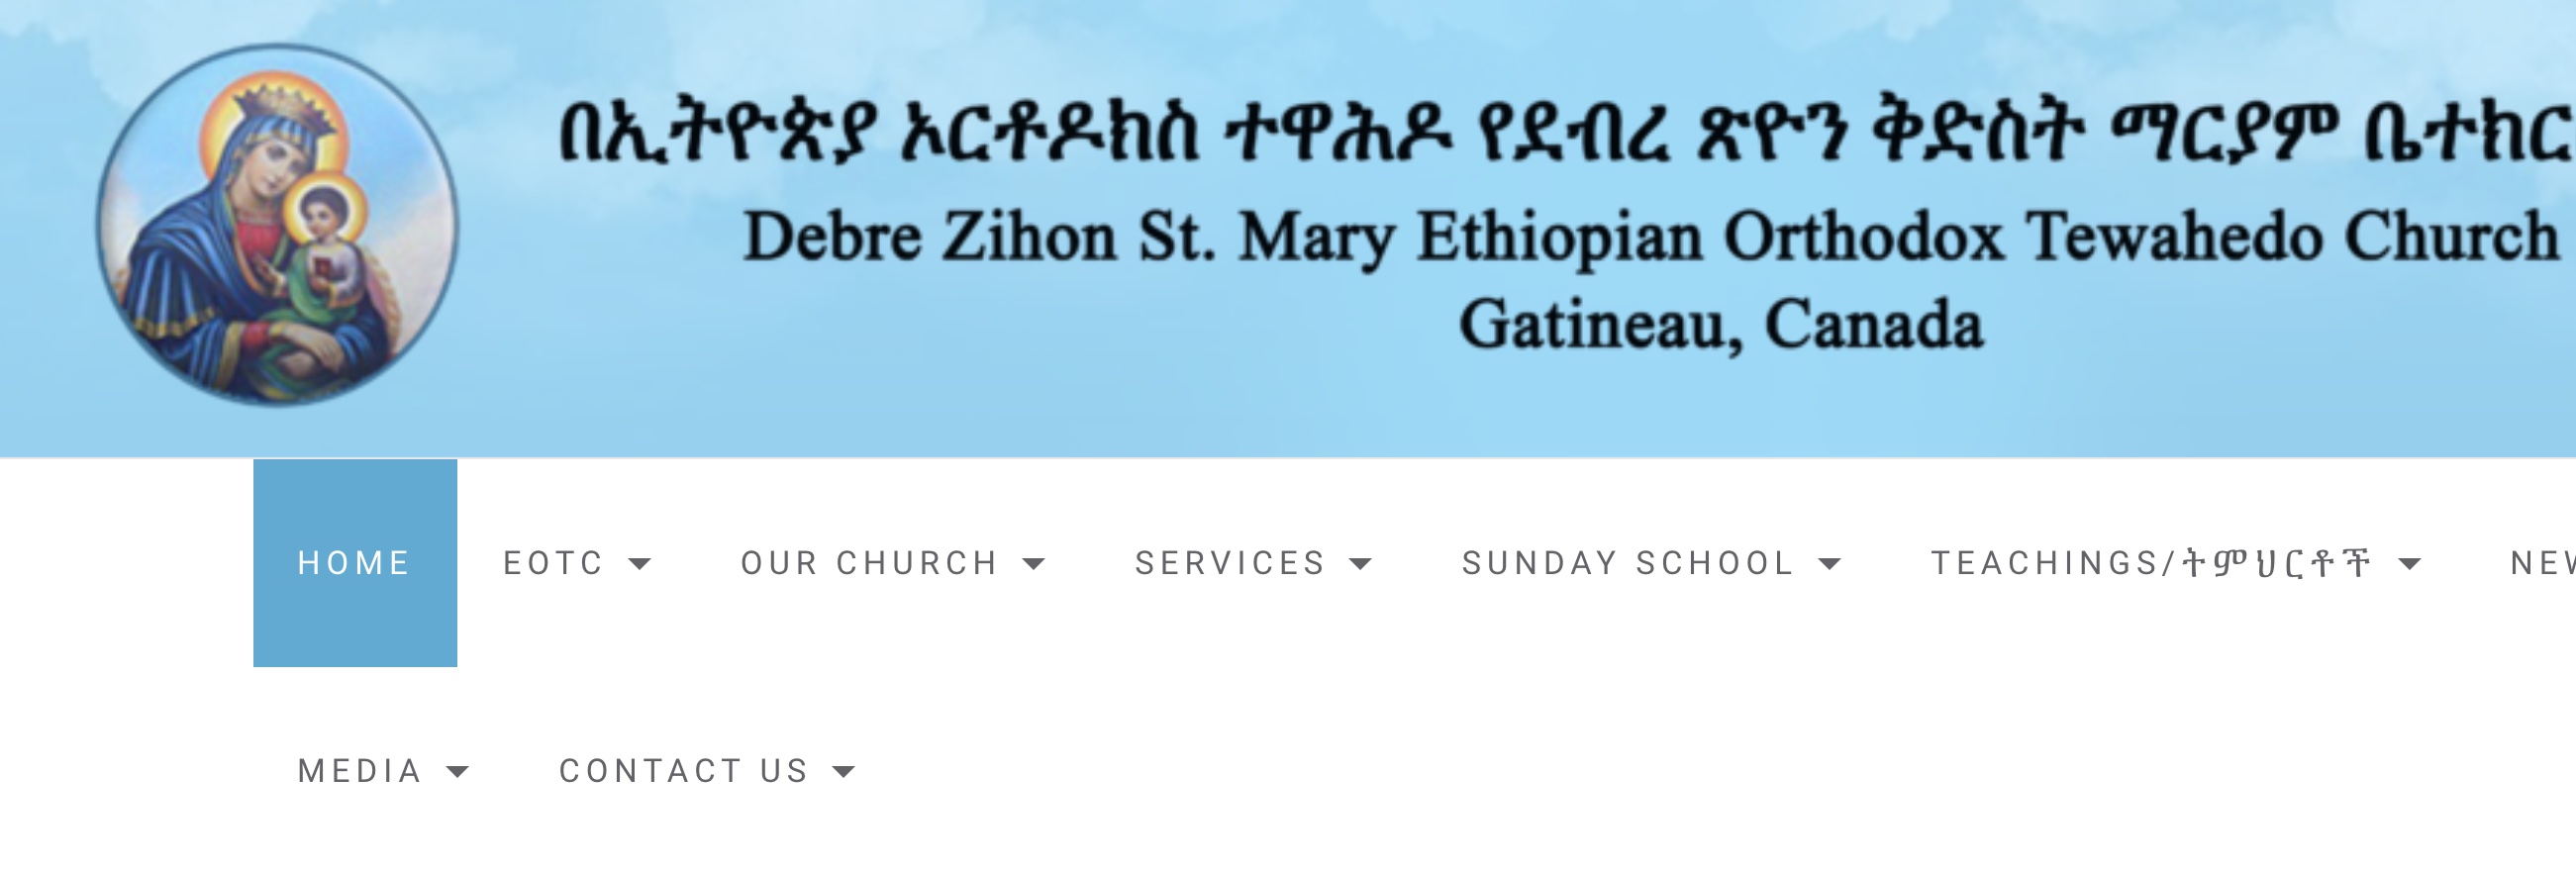 በኢትዮጵያ ኦርቶዶክስ ተዋሕዶ የደብረ ጽዮን ቅድስት ማርያም
Debre Zihon St. Mary Ethiopian Orthodox Tewahedo Church
Gatineau, Canada
HOME EOTC OUR CHURCH SERVICES SUNDAY SCHOOL TEACHINGS/ትምህርቶች
MEDIA CONTACT US